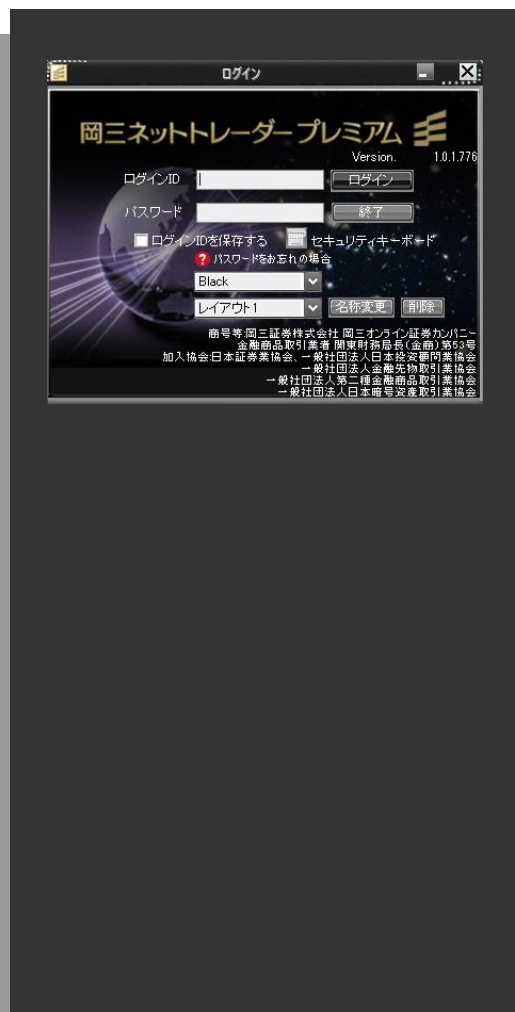 ログイン
岡三ネットトレーダープレミアム
Version. 1.0.1.776
ログインID ログイン
パスワード 終了
ログインIDを保存する セキュリティキーボード
? パスワードをお忘れの場合
Black
レイアウト1 名称変更 削除
商号等:岡三証券株式会社 岡三オンライン証券カンパニー
金融商品取引業者 関東財務局長(金商)第53号
加入協会:日本証券業協会、一般社団法人日本投資顧問業協会
一般社団法人金融先物取引業協会
一般社団法人第二種金融商品取引業協会
一般社団法人日本暗号資産取引業協会